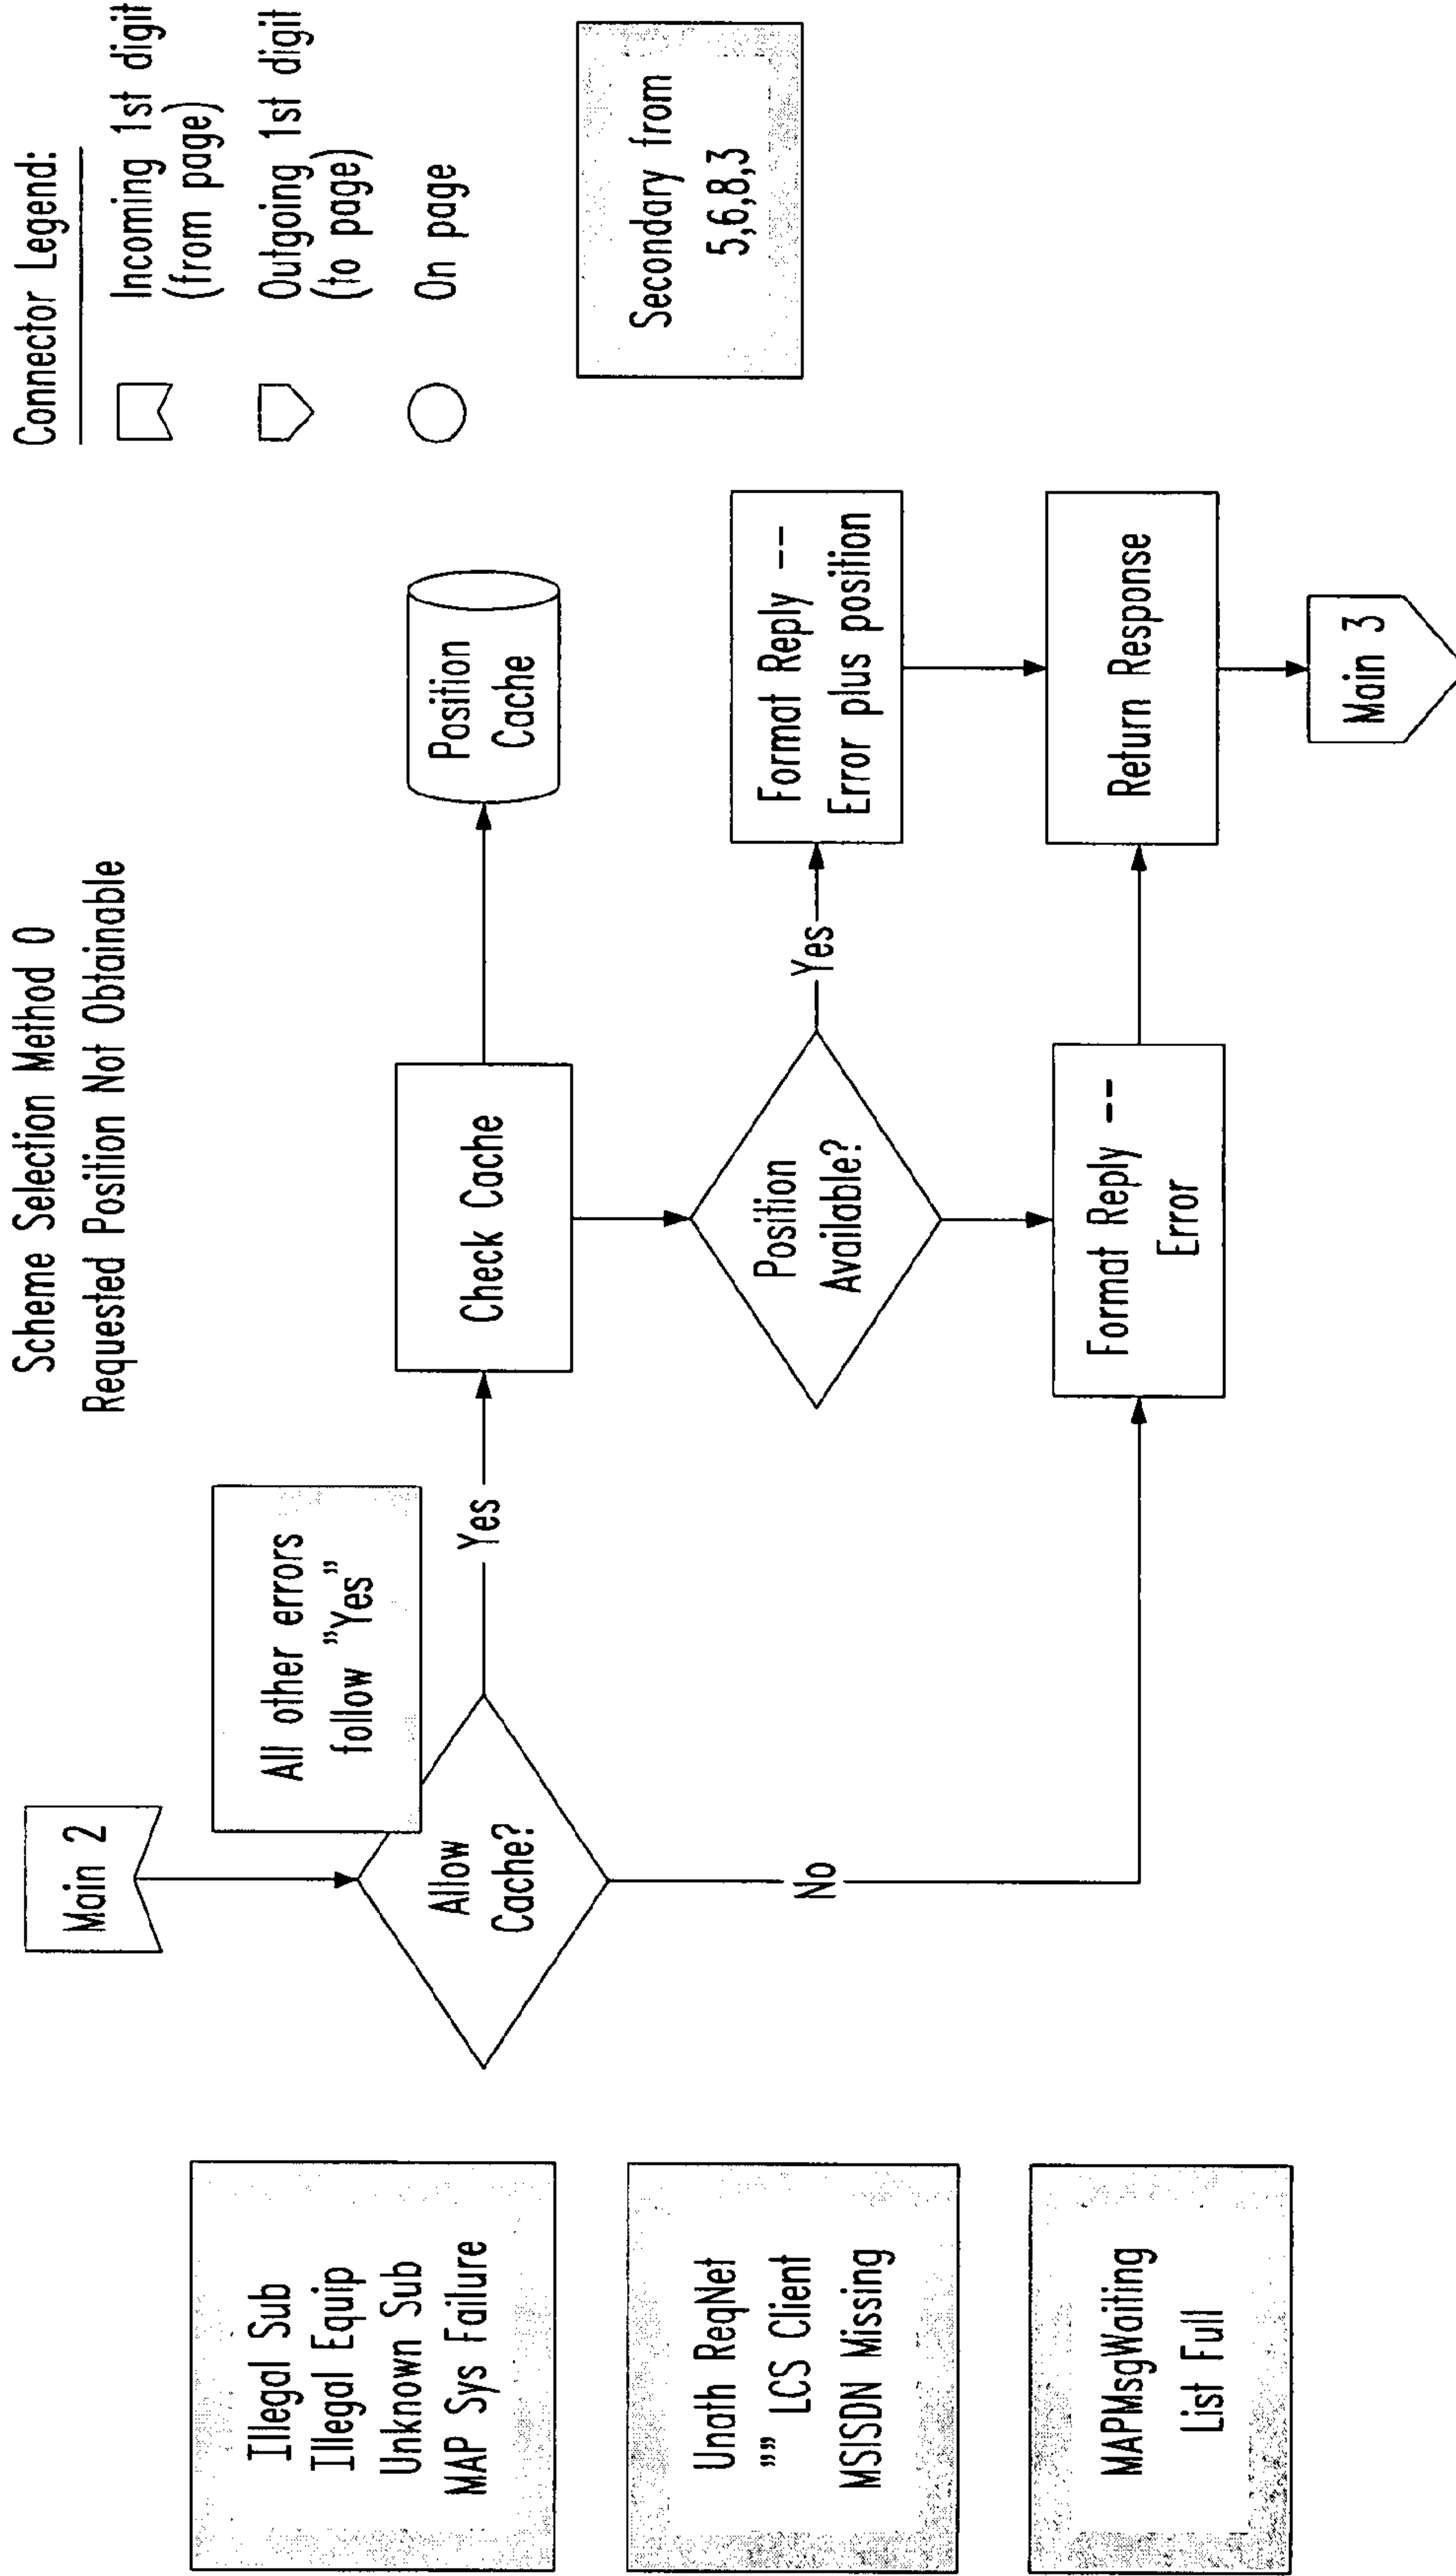 Scheme Selection Method 0
Requested Position Not Obtainable
Connector Legend:
Incoming 1st digit
(from page)
Outgoing 1st digit
(to page)
On page
Secondary from
5,6,8,3
Main 2
All other errors
follow "Yes"
Allow
Cache?
Yes
Check Cache
Position
Cache
Position
Available?
Yes
Format Reply --
Error plus position
No
Format Reply --
Error
Return Response
Main 3
Illegal Sub
Illegal Equip
Unknown Sub
MAP Sys Failure
Unath ReqNet
"" LCS Client
MSISDN Missing
MAPMsgWaiting
List Full